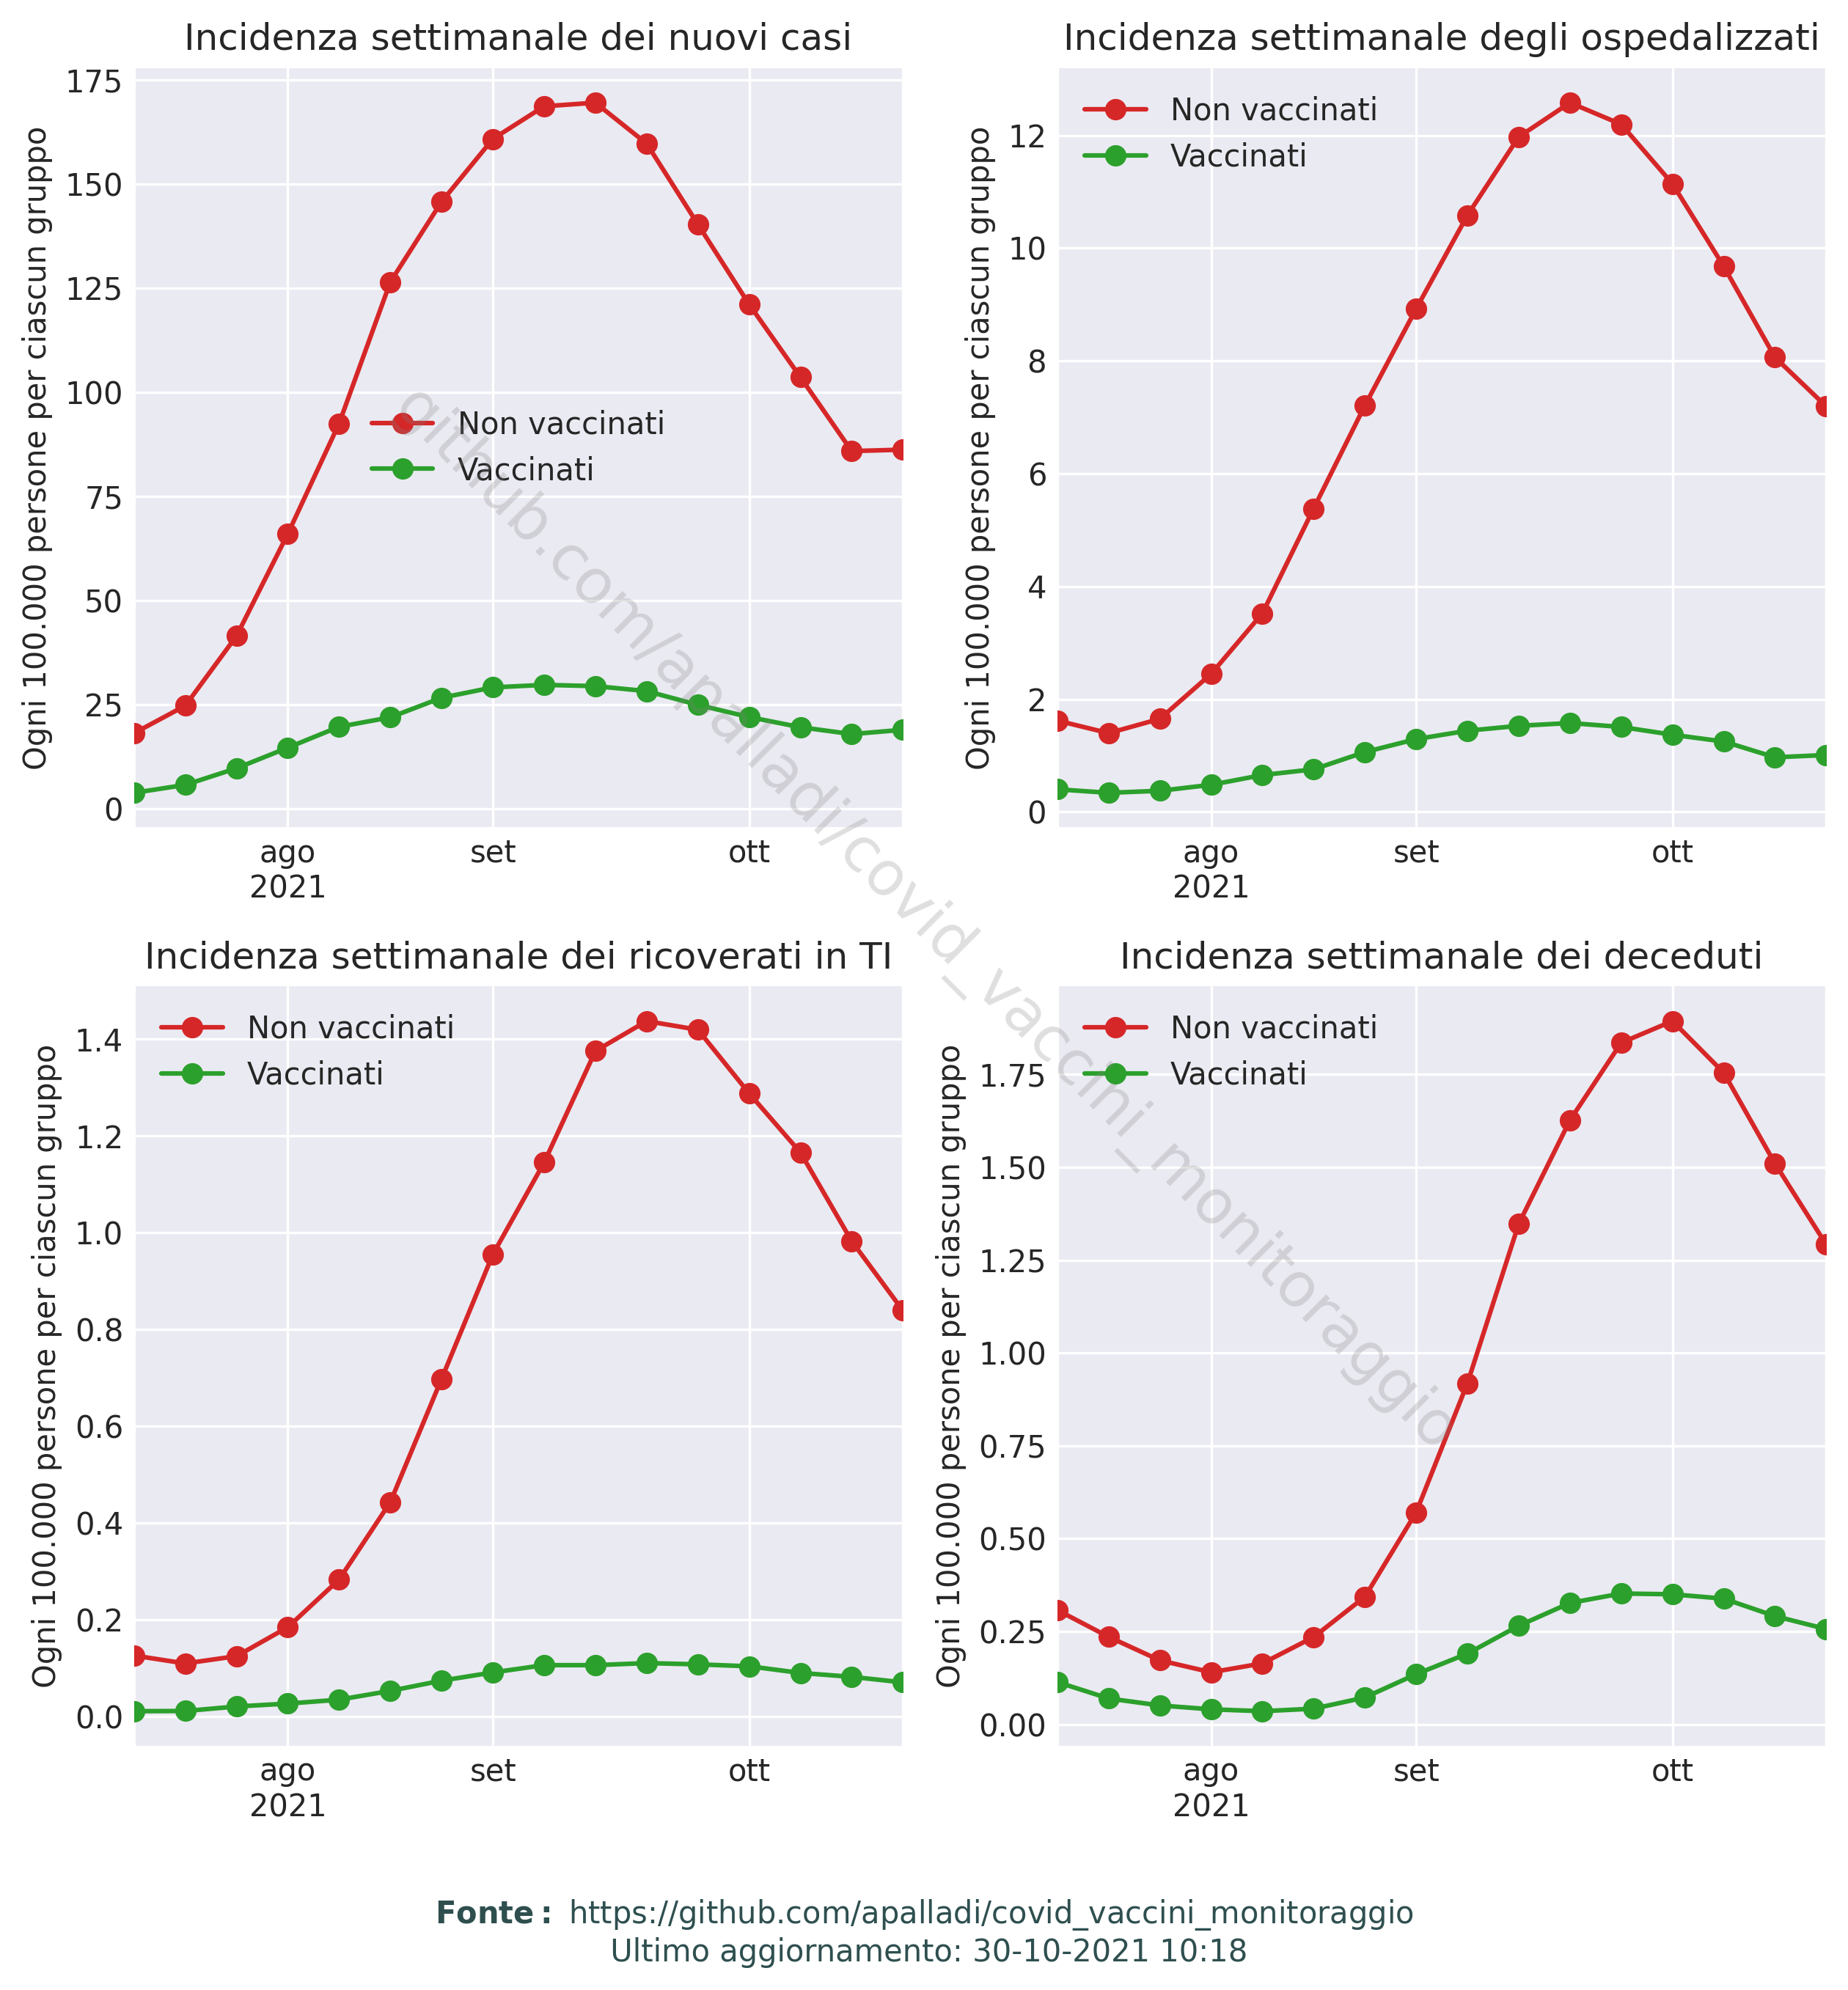 Incidenza settimanale dei nuovi casi
Ogni 100.000 persone per ciascun gruppo
175
150
125
100
75
50
25
0
Non vaccinati
Vaccinati
ago
2021
set
ott
Incidenza settimanale degli ospedalizzati
Ogni 100.000 persone per ciascun gruppo
12
10
8
6
4
2
0
Non vaccinati
Vaccinati
ago
2021
set
ott
Incidenza settimanale dei ricoverati in TI
Ogni 100.000 persone per ciascun gruppo
1.4
1.2
1.0
0.8
0.6
0.4
0.2
0.0
Non vaccinati
Vaccinati
ago
2021
set
ott
Incidenza settimanale dei deceduti
Ogni 100.000 persone per ciascun gruppo
1.75
1.50
1.25
1.00
0.75
0.50
0.25
0.00
Non vaccinati
Vaccinati
ago
2021
set
ott
github.com/apalladi/covid_vaccini_monitoraggio
Fonte: https://github.com/apalladi/covid_vaccini_monitoraggio
Ultimo aggiornamento: 30-10-2021 10:18